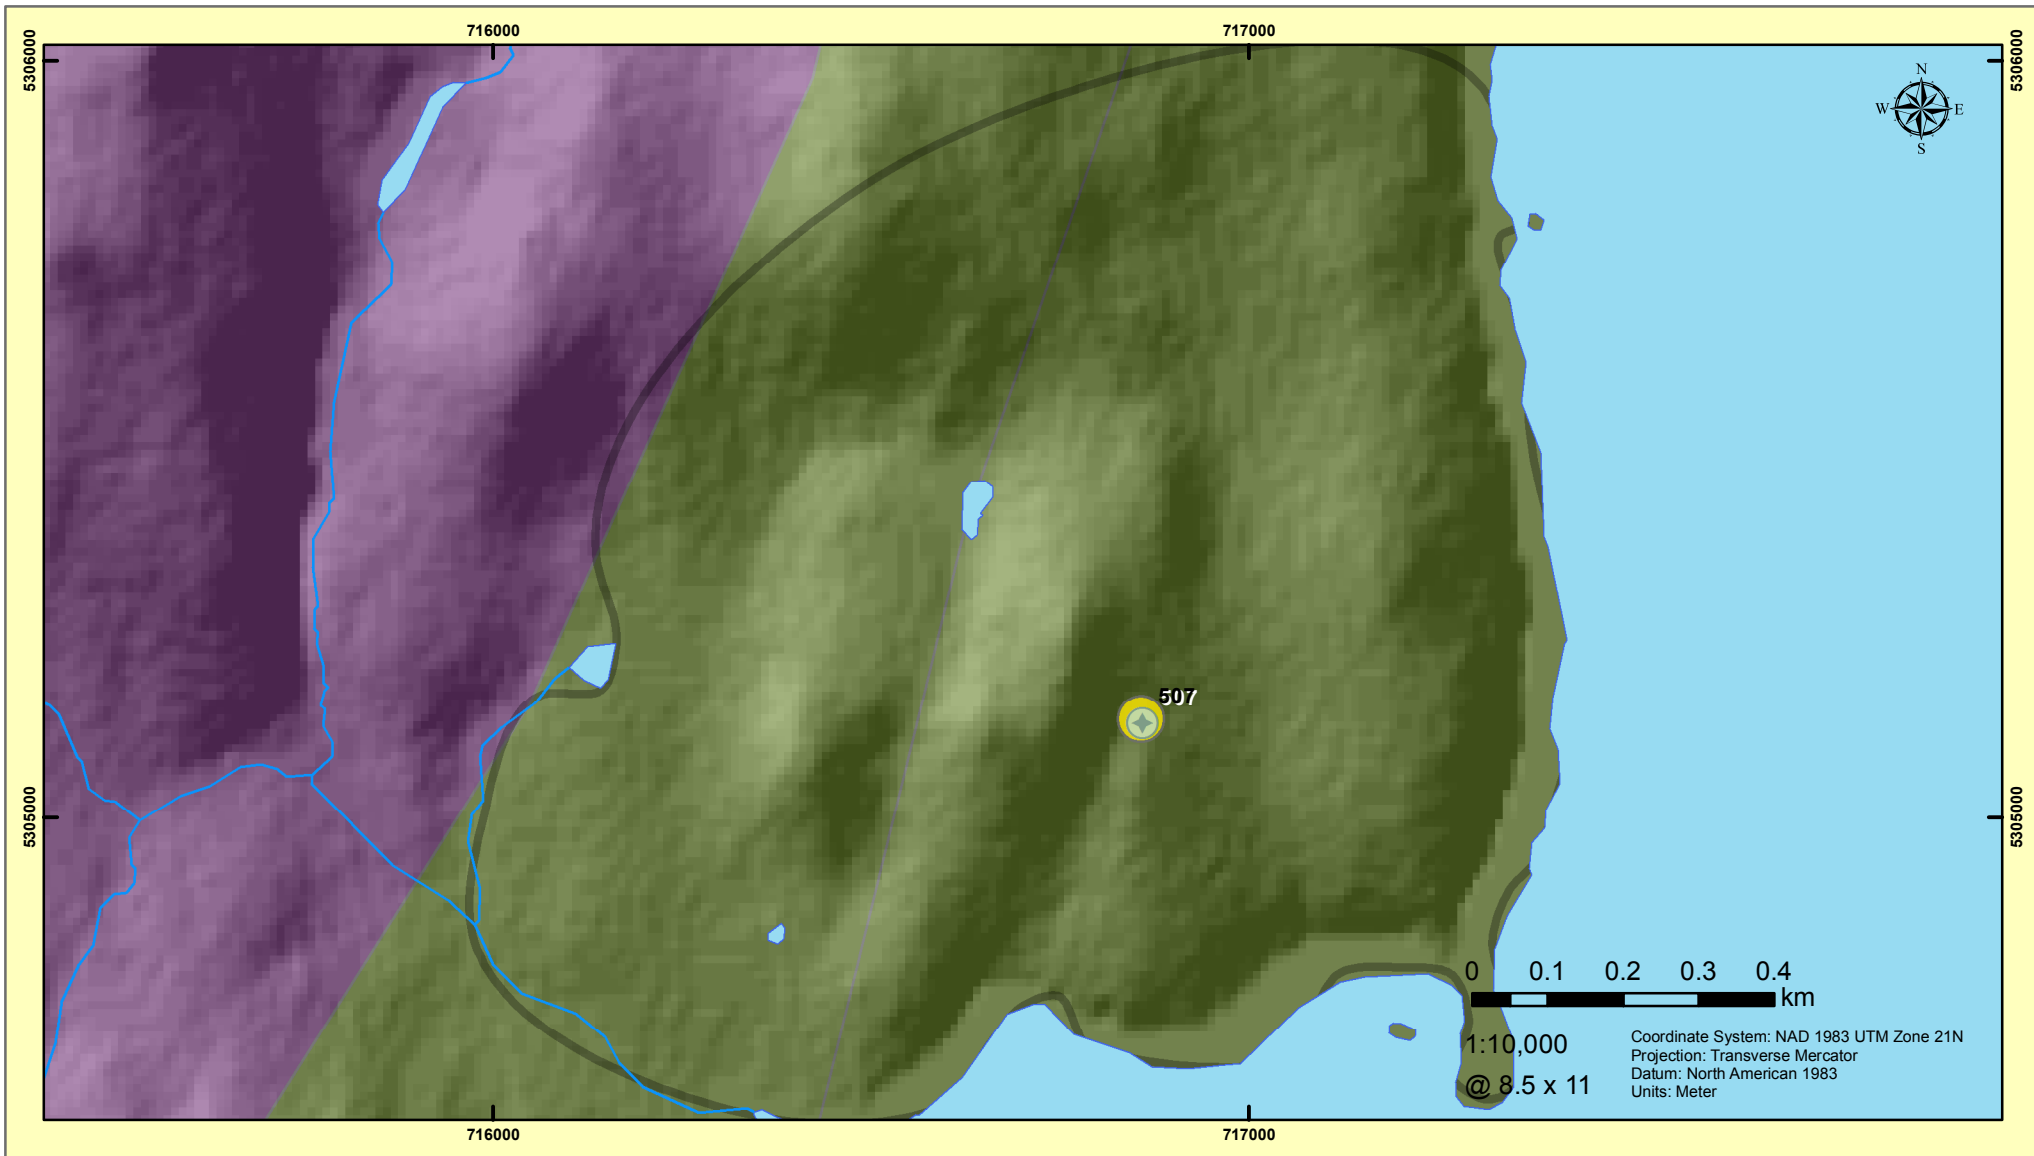 716000
717000
5306000
5306000
N
W E
S
507
5305000
5305000
0 0.1 0.2 0.3 0.4
km
1:10,000
@ 8.5 x 11
Coordinate System: NAD 1983 UTM Zone 21N
Projection: Transverse Mercator
Datum: North American 1983
Units: Meter
716000
717000